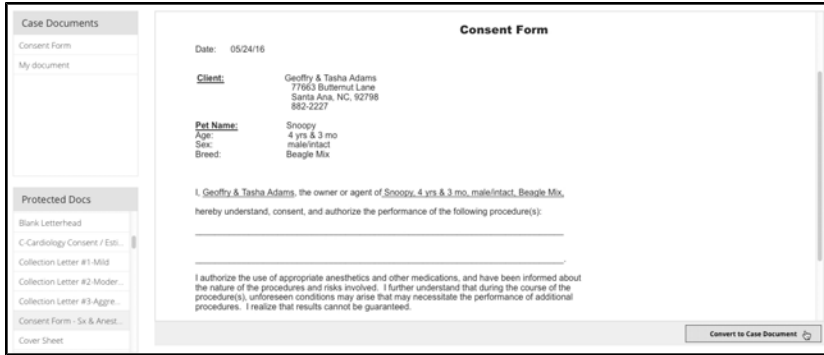 Case Documents
Consent Form
My document
Protected Docs
Blank Letterhead
C-Cardiology Consent / Esti...
Collection Letter #1-Mild
Collection Letter #2-Moder...
Collection Letter #3-Aggre...
Consent Form - Sx & Anest...
Cover Sheet
Consent Form
Date: 05/24/16
Client: Geoffry & Tasha Adams
77663 Butternut Lane
Santa Ana, NC, 92798
882-2227
Pet Name: Snoopy
Age: 4 yrs & 3 mo
Sex: male/intact
Breed: Beagle Mix
I, Geoffry & Tasha Adams, the owner or agent of Snoopy, 4 yrs & 3 mo, male/intact, Beagle Mix,
hereby understand, consent, and authorize the performance of the following procedure(s):
I authorize the use of appropriate anesthetics and other medications, and have been informed about
the nature of the procedures and risks involved. I further understand that during the course of the
procedure(s), unforeseen conditions may arise that may necessitate the performance of additional
procedures. I realize that results cannot be guaranteed.
Convert to Case Document